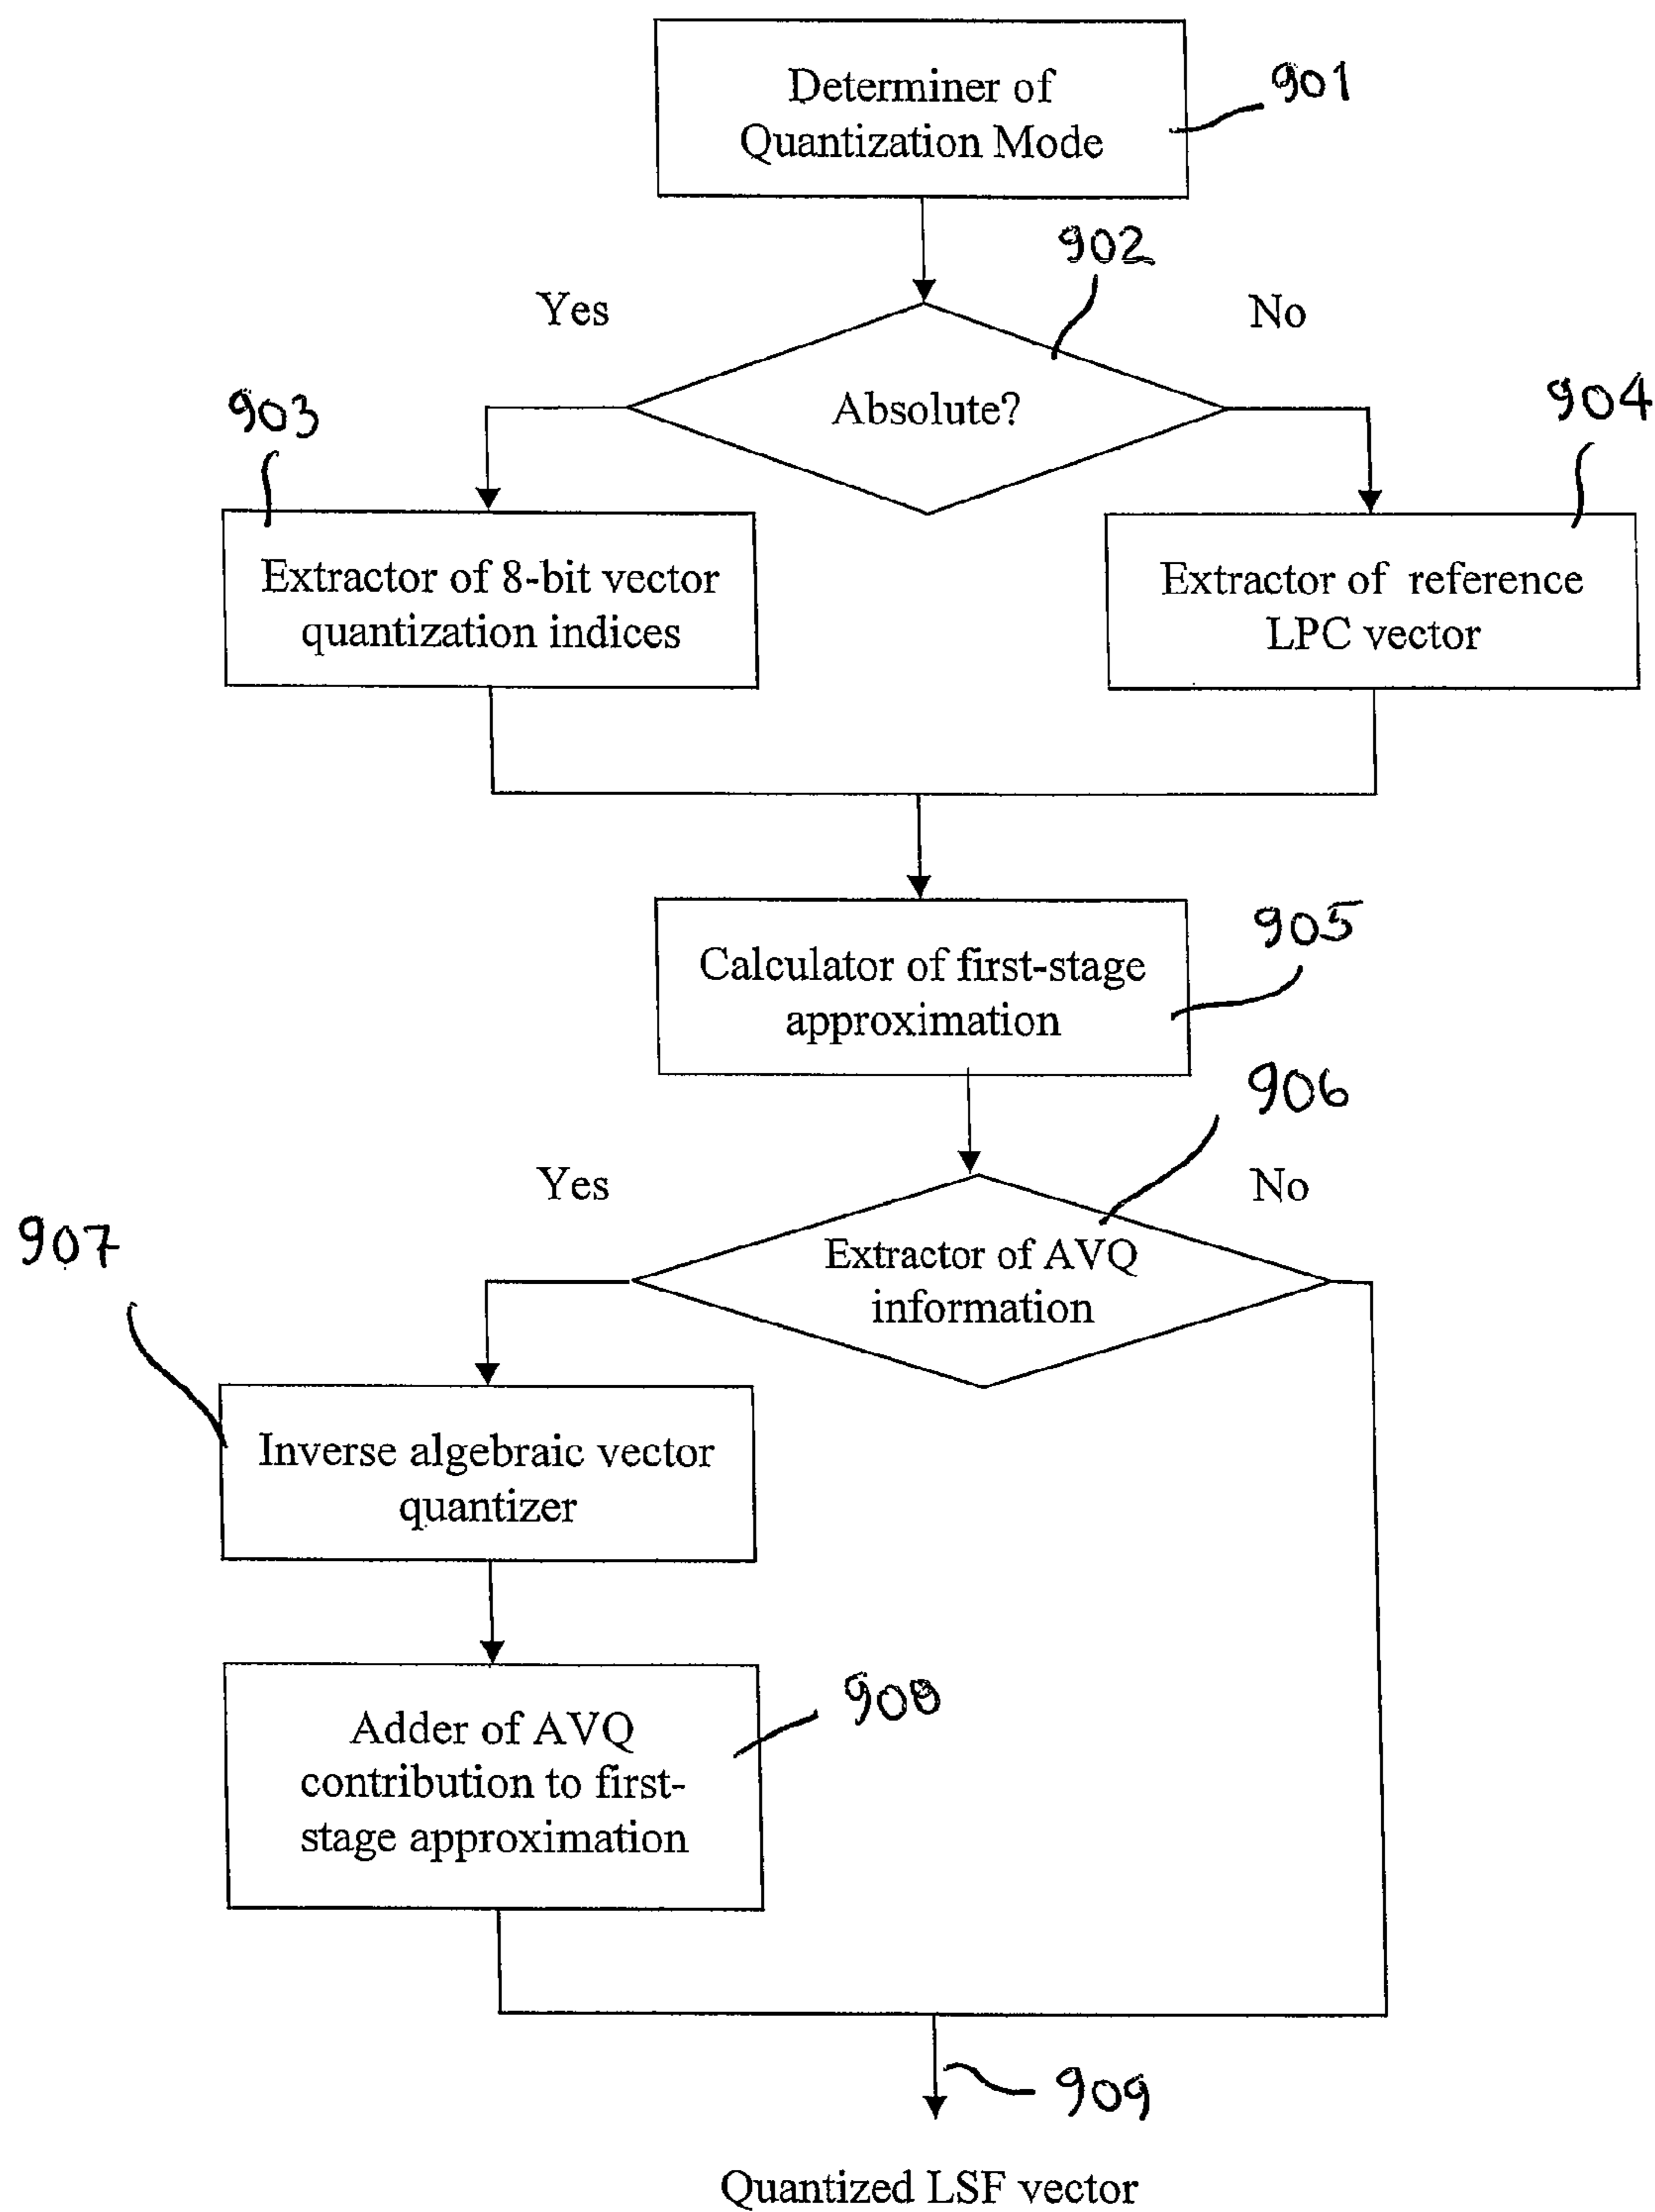 Determiner of
Quantization Mode
901
902
Yes
No
Absolute?
903
904
Extractor of 8-bit vector
quantization indices
Extractor of reference
LPC vector
905
Calculator of first-stage
approximation
906
Yes
No
907
Extractor of AVQ
information
Inverse algebraic vector
quantizer
908
Adder of AVQ
contribution to first-
stage approximation
909
Quantized LSF vector